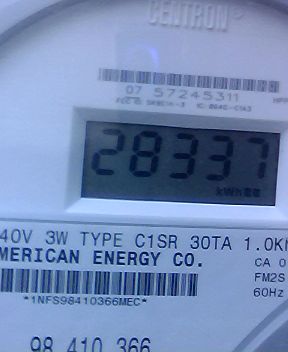 CENTRON®
07 57245311
28337
kWh
40V 3W TYPE C1SR 30TA 1.0K
MERICAN ENERGY CO.
CA 0
FM2S
60Hz
*1NFS98410366MEC*
98 410 366